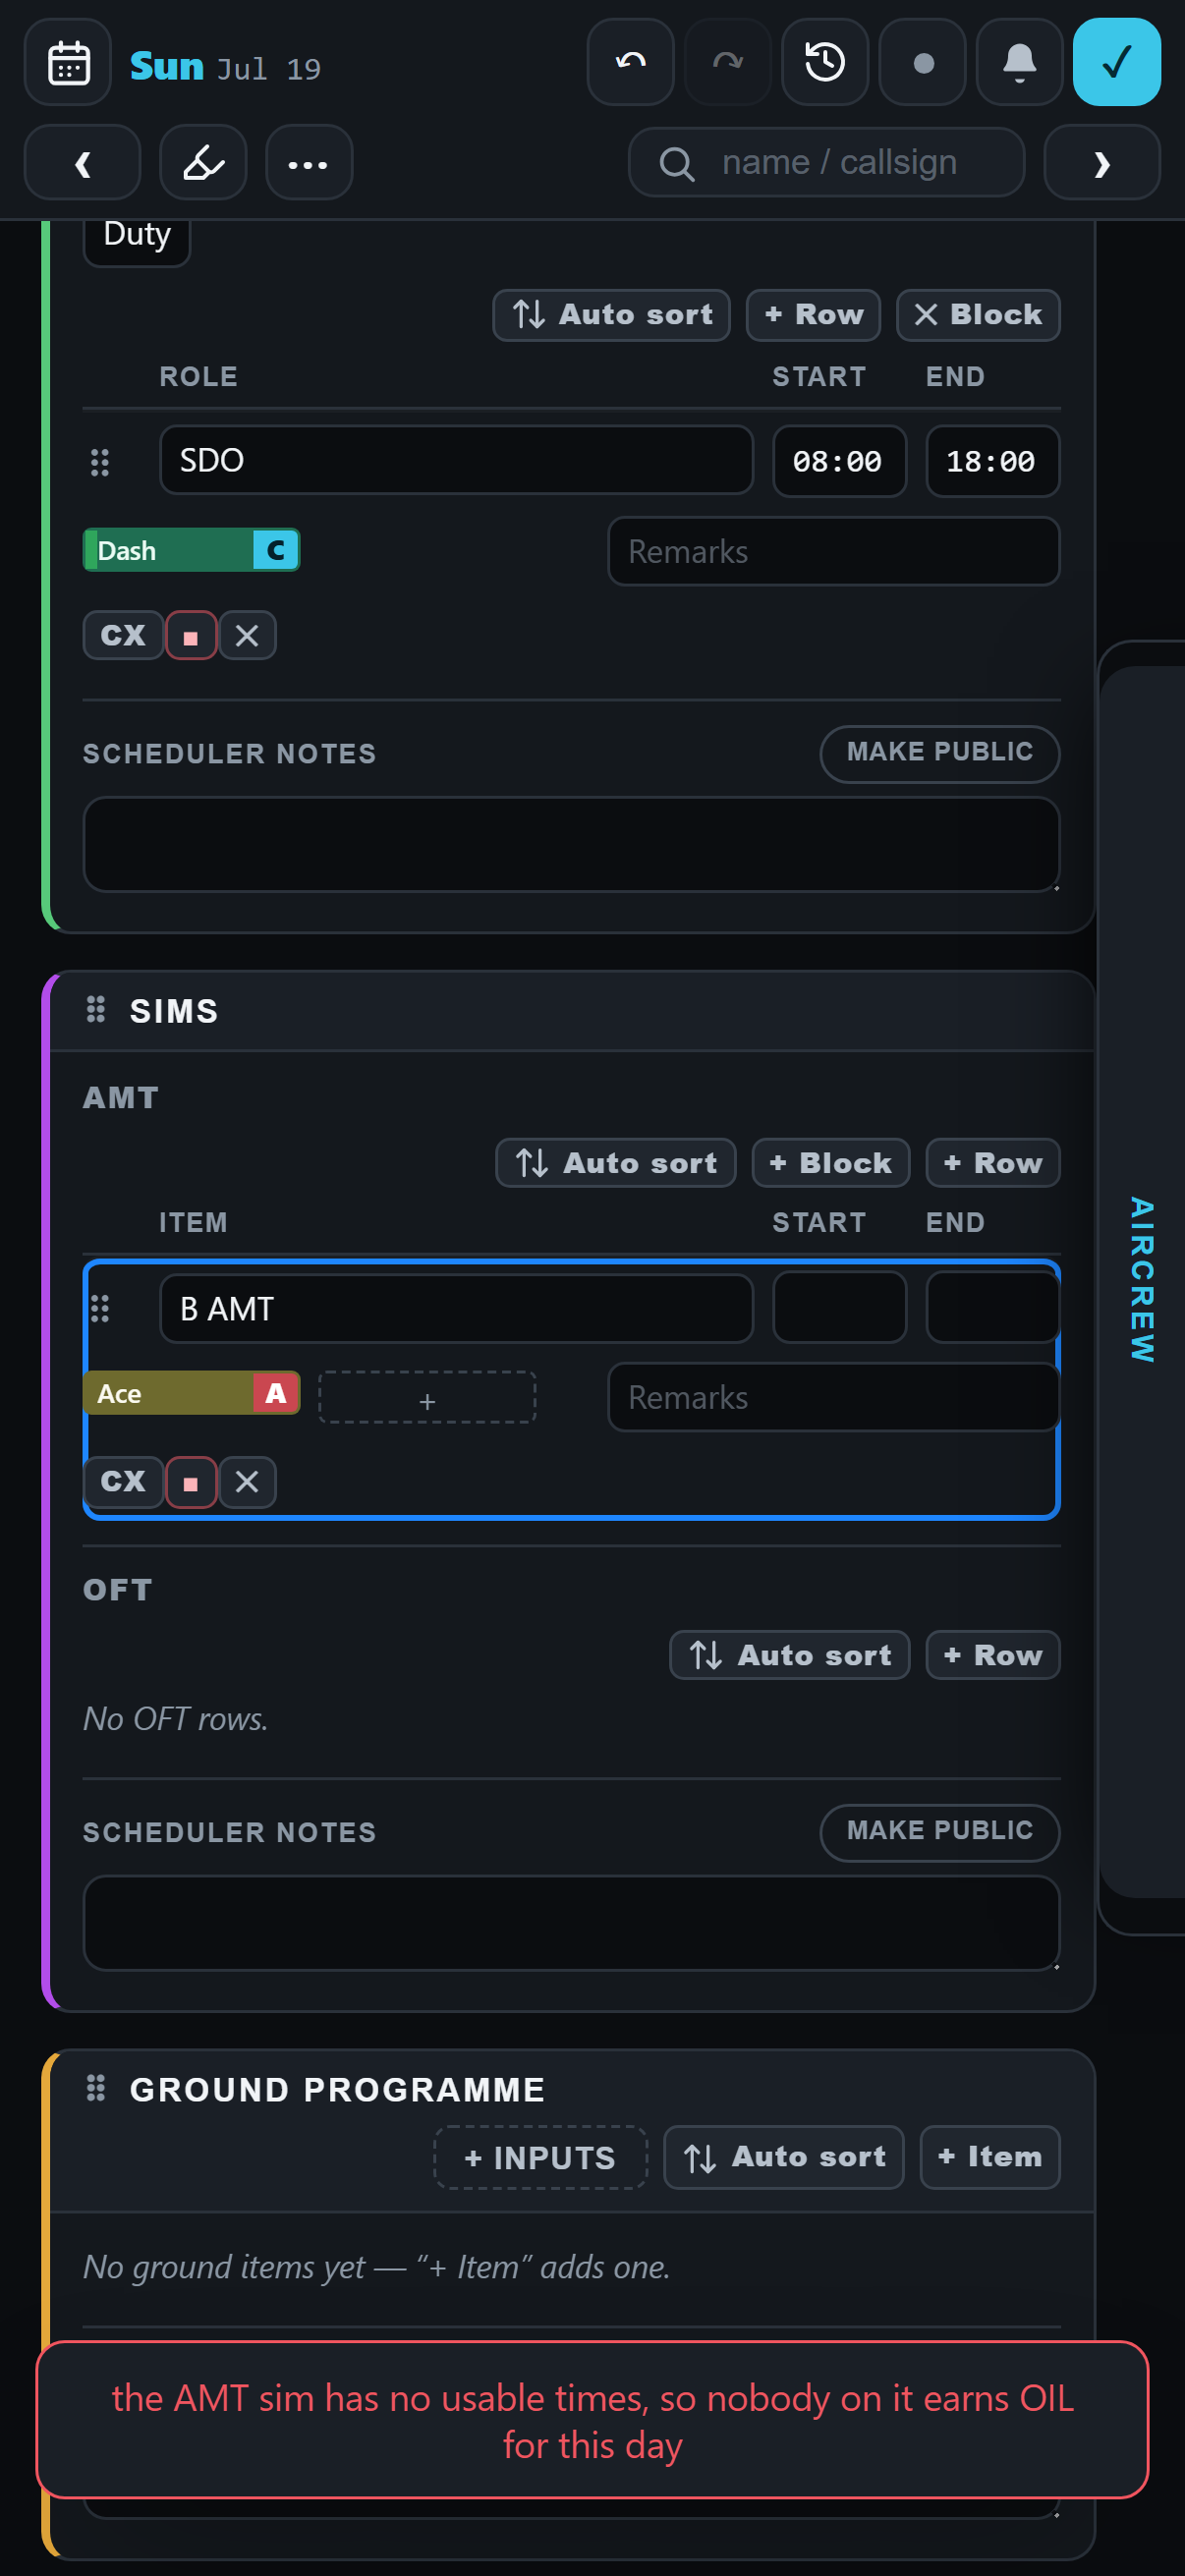 Sun Jul 19
name / callsign
Duty
Auto sort + Row × Block
ROLE START END
SDO 08:00 18:00
Dash C Remarks
CX
SCHEDULER NOTES MAKE PUBLIC
SIMS
AMT
Auto sort + Block + Row
ITEM START END
B AMT
Ace A + Remarks
CX
OFT
Auto sort + Row
No OFT rows.
SCHEDULER NOTES MAKE PUBLIC
GROUND PROGRAMME
+ INPUTS Auto sort + Item
No ground items yet — “+ Item” adds one.
the AMT sim has no usable times, so nobody on it earns OIL
for this day
AIRCREW